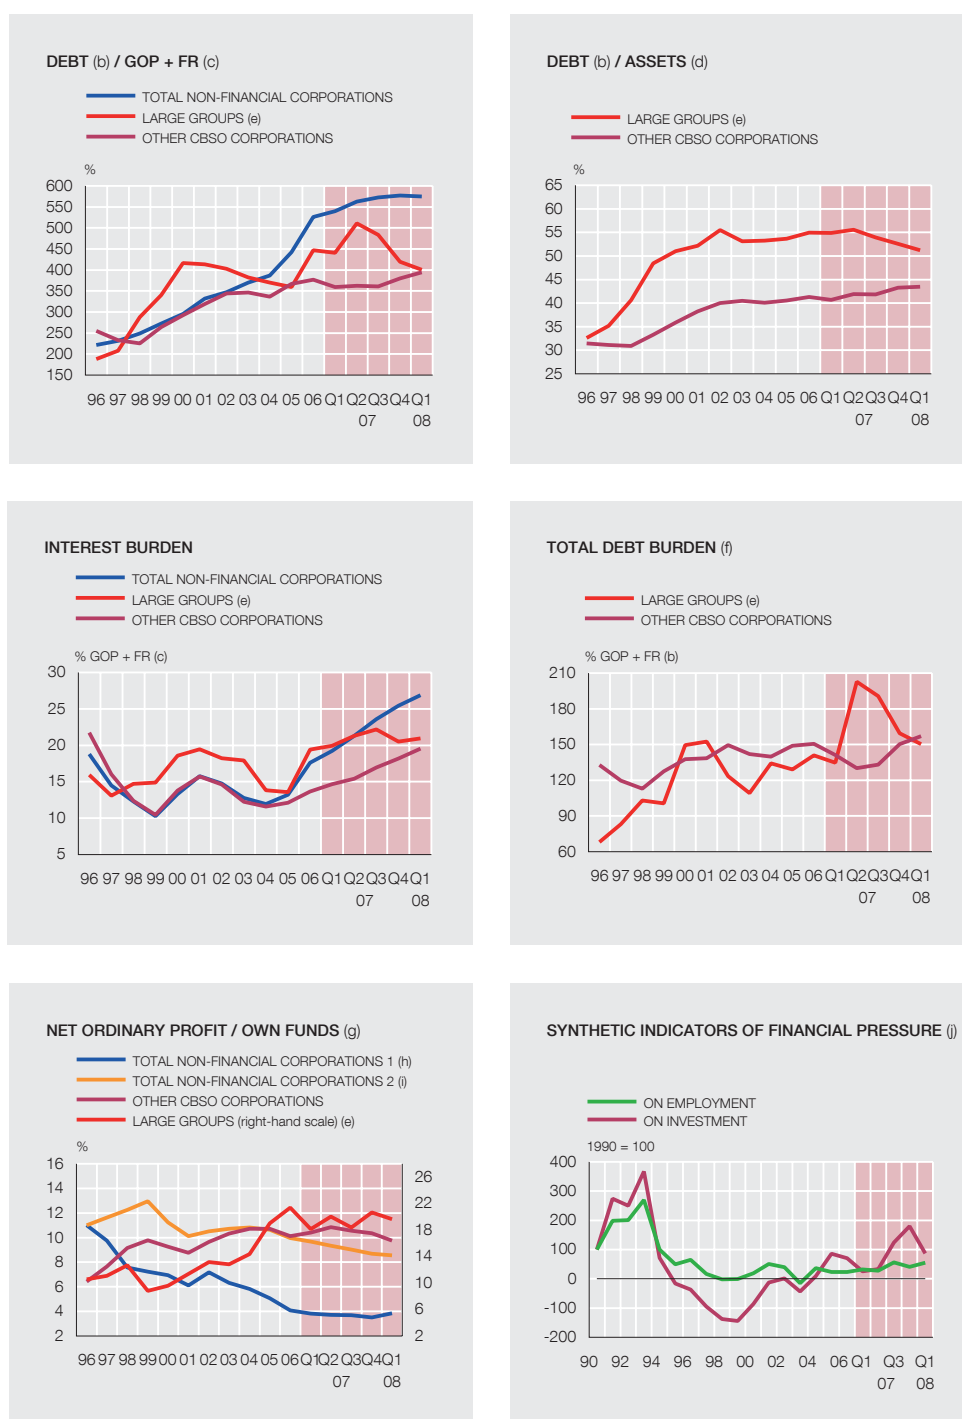 DEBT (b) / GOP + FR (c)
TOTAL NON-FINANCIAL CORPORATIONS
LARGE GROUPS (e)
OTHER CBSO CORPORATIONS
%
600
550
500
450
400
350
300
250
200
150
96 97 98 99 00 01 02 03 04 05 06 Q1 Q2 Q3 Q4 Q1
07 08
DEBT (b) / ASSETS (d)
LARGE GROUPS (e)
OTHER CBSO CORPORATIONS
%
65
60
55
50
45
40
35
30
25
96 97 98 99 00 01 02 03 04 05 06 Q1 Q2 Q3 Q4 Q1
07 08
INTEREST BURDEN
TOTAL NON-FINANCIAL CORPORATIONS
LARGE GROUPS (e)
OTHER CBSO CORPORATIONS
% GOP + FR (c)
30
25
20
15
10
5
96 97 98 99 00 01 02 03 04 05 06 Q1 Q2 Q3 Q4 Q1
07 08
TOTAL DEBT BURDEN (f)
LARGE GROUPS (e)
OTHER CBSO CORPORATIONS
% GOP + FR (b)
210
180
150
120
90
60
96 97 98 99 00 01 02 03 04 05 06 Q1 Q2 Q3 Q4 Q1
07 08
NET ORDINARY PROFIT / OWN FUNDS (g)
TOTAL NON-FINANCIAL CORPORATIONS 1 (h)
TOTAL NON-FINANCIAL CORPORATIONS 2 (i)
OTHER CBSO CORPORATIONS
LARGE GROUPS (right-hand scale) (e)
%
16
14
12
10
8
6
4
2
26
22
18
14
10
6
2
96 97 98 99 00 01 02 03 04 05 06 Q1 Q2 Q3 Q4 Q1
07 08
SYNTHETIC INDICATORS OF FINANCIAL PRESSURE (j)
ON EMPLOYMENT
ON INVESTMENT
1990 = 100
400
300
200
100
0
-100
-200
90 92 94 96 98 00 02 04 06 Q1 Q3 Q1
07 08